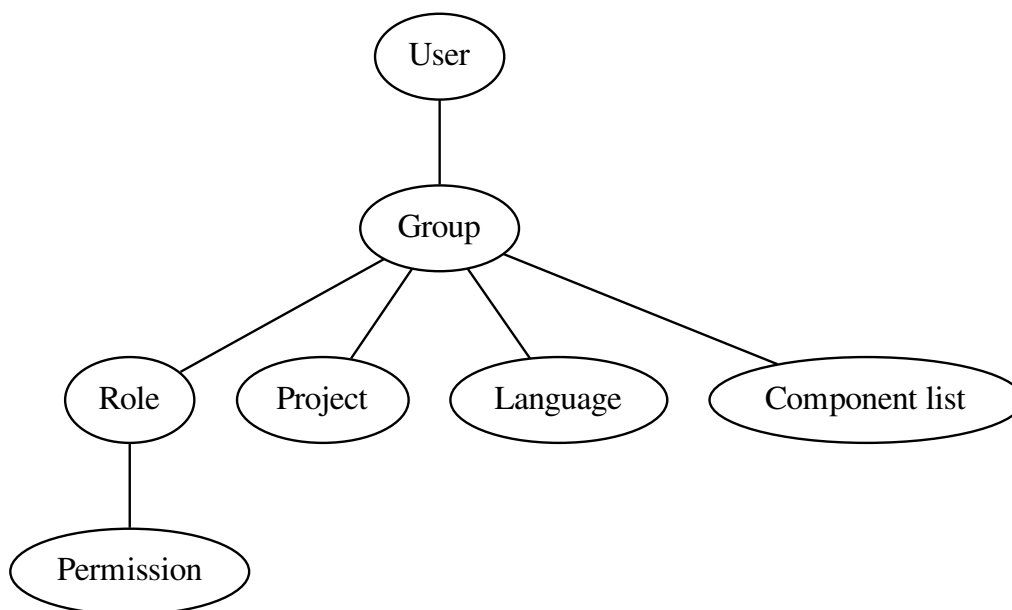 User
Group
Role
Project
Language
Component list
Permission